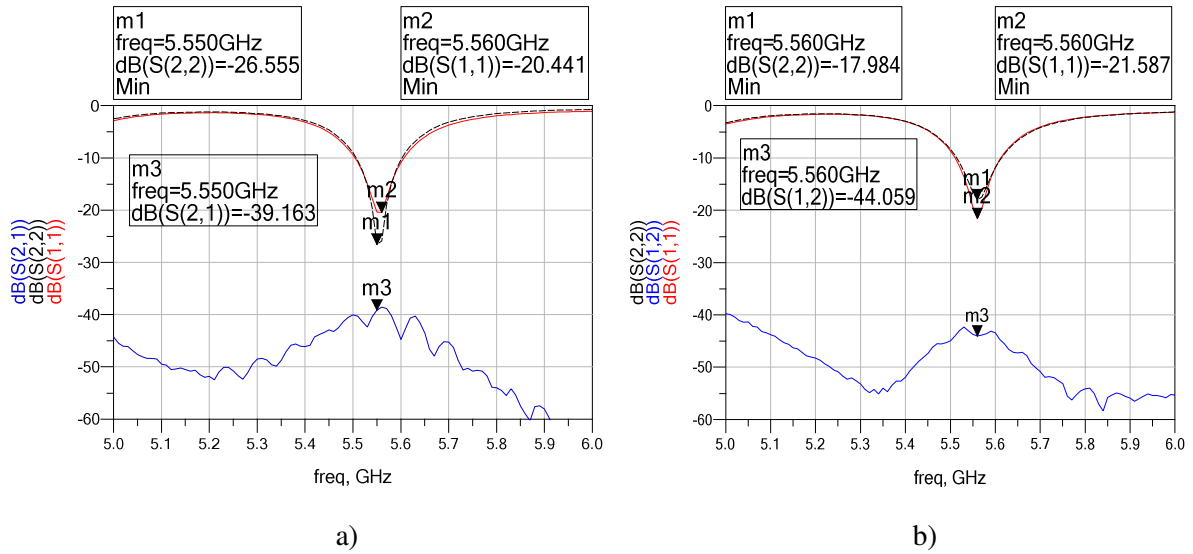 m1
freq=5.550GHz
dB(S(2,2))=-26.555
Min
m2
freq=5.560GHz
dB(S(1,1))=-20.441
Min
m3
freq=5.550GHz
dB(S(2,1))=-39.163
m2
m1
m3
0
-10
-20
-30
-40
-50
-60
5.0 5.1 5.2 5.3 5.4 5.5 5.6 5.7 5.8 5.9 6.0
freq, GHz
dB(S(2,1))
dB(S(2,2))
dB(S(1,1))
a)
m1
freq=5.560GHz
dB(S(2,2))=-17.984
Min
m2
freq=5.560GHz
dB(S(1,1))=-21.587
Min
m3
freq=5.560GHz
dB(S(1,2))=-44.059
m1
m2
m3
0
-10
-20
-30
-40
-50
-60
5.0 5.1 5.2 5.3 5.4 5.5 5.6 5.7 5.8 5.9 6.0
freq, GHz
dB(S(2,2))
dB(S(1,2))
dB(S(1,1))
b)